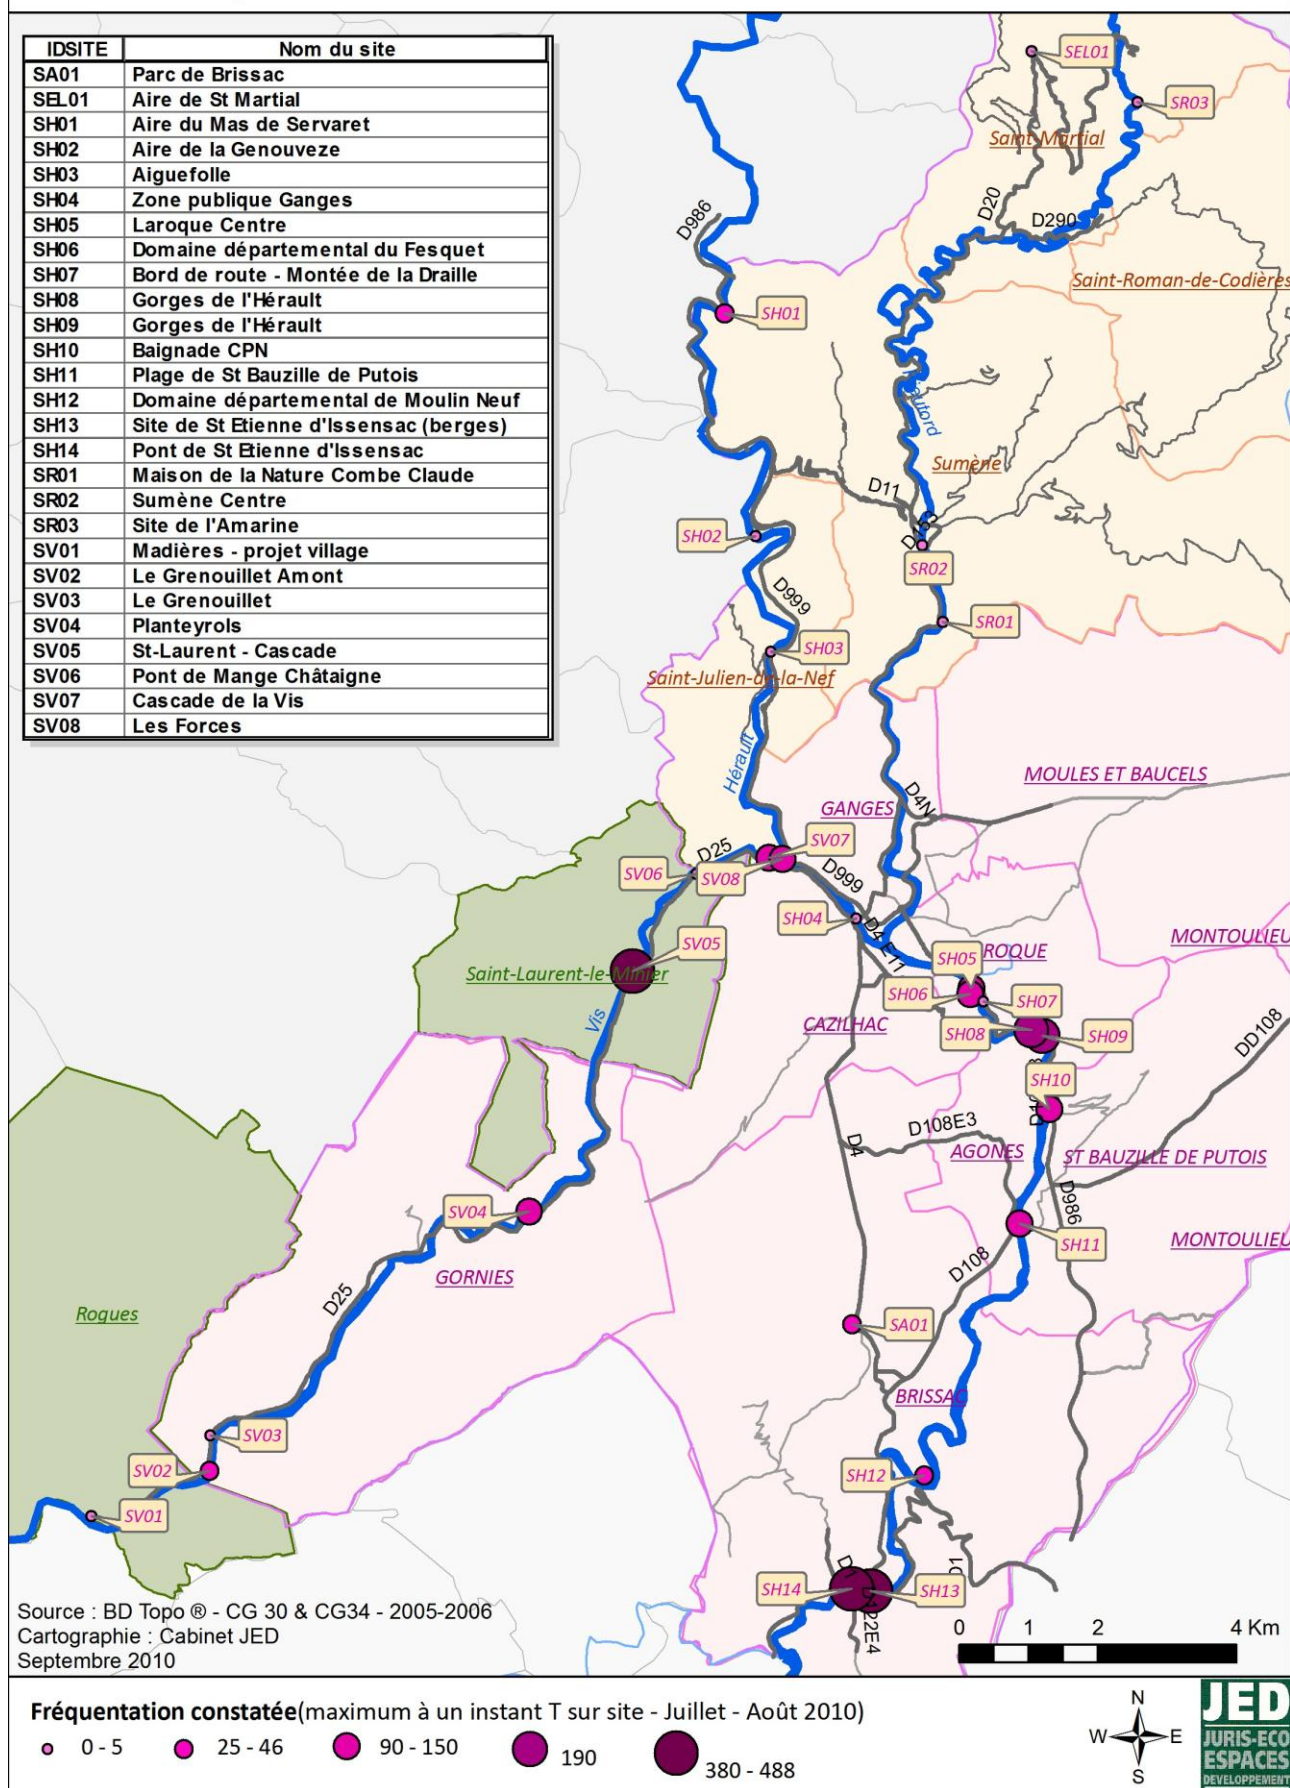 IDSITE Nom du site
SA01 Parc de Brissac
SEL01 Aire de St Martial
SH01 Aire du Mas de Servaret
SH02 Aire de la Genouveze
SH03 Aiguefolle
SH04 Zone publique Ganges
SH05 Laroque Centre
SH06 Domaine départemental du Fesquet
SH07 Bord de route - Montée de la Draille
SH08 Gorges de l'Hérault
SH09 Gorges de l'Hérault
SH10 Baignade CPN
SH11 Plage de St Bauzille de Putois
SH12 Domaine départemental de Moulin Neuf
SH13 Site de St Etienne d'Issensac (berges)
SH14 Pont de St Etienne d'Issensac
SR01 Maison de la Nature Combe Claude
SR02 Sumène Centre
SR03 Site de l'Amarine
SV01 Madières - projet village
SV02 Le Grenouillet Amont
SV03 Le Grenouillet
SV04 Planteyrols
SV05 St-Laurent - Cascade
SV06 Pont de Mange Châtaigne
SV07 Cascade de la Vis
SV08 Les Forces
SEL01
SR03
Saint-Martial
D20
D290
D986
Saint-Roman-de-Codières
SH01
Sumène
D11
SH02
SR02
D999
SR01
SH03
Saint-Julien-de-la-Nef
Hérault
MOULES ET BAUCELS
GANGES
D4N
SV07
D25
SV06
SV08
D999
SH04
D4 E11
SV05
SH05
ROQUE
MONTOULIEU
Saint-Laurent-le-Minier
SH06
SH07
Vis
CAZILHAC
SH08
SH09
DD108
SH10
D108E3
D4
AGONES
ST BAUZILLE DE PUTOIS
D986
SV04
SH11
MONTOULIEU
GORNIES
D108
D25
Rogues
SA01
BRISSAC
SV03
SV02
SH12
SV01
D1
SH14
SH13
Source : BD Topo ® - CG 30 & CG34 - 2005-2006
Cartographie : Cabinet JED
Septembre 2010
0 1 2 4 Km
Fréquentation constatée(maximum à un instant T sur site - Juillet - Août 2010)
0 - 5 25 - 46 90 - 150 190 380 - 488
N
W E
S
JED
JURIS-ECO
ESPACES
DEVELOPPEMENT